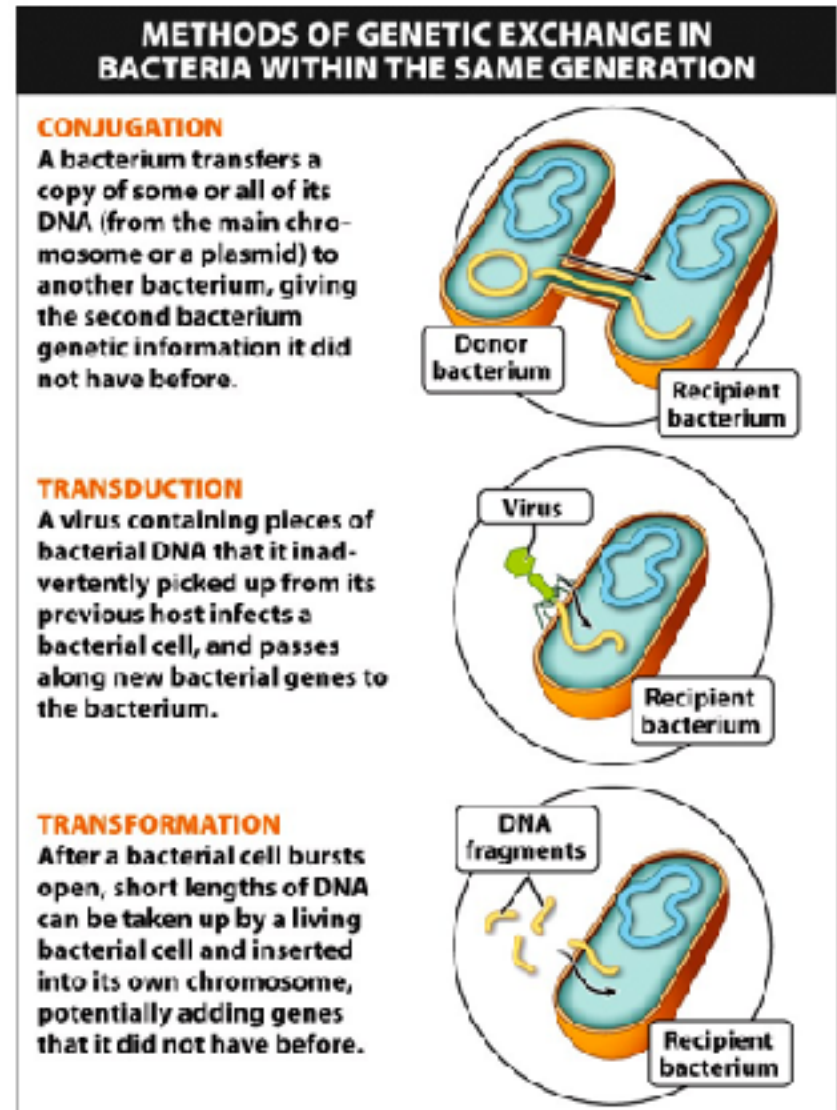 METHODS OF GENETIC EXCHANGE IN
BACTERIA WITHIN THE SAME GENERATION
CONJUGATION
A bacterium transfers a
copy of some or all of its
DNA (from the main chro-
mosome or a plasmid) to
another bacterium, giving
the second bacterium
genetic information it did
not have before.
Donor
bacterium
Recipient
bacterium
TRANSDUCTION
A virus containing pieces of
bacterial DNA that it inad-
vertently picked up from its
previous host infects a
bacterial cell, and passes
along new bacterial genes to
the bacterium.
Virus
Recipient
bacterium
TRANSFORMATION
After a bacterial cell bursts
open, short lengths of DNA
can be taken up by a living
bacterial cell and inserted
into its own chromosome,
potentially adding genes
that it did not have before.
DNA
fragments
Recipient
bacterium